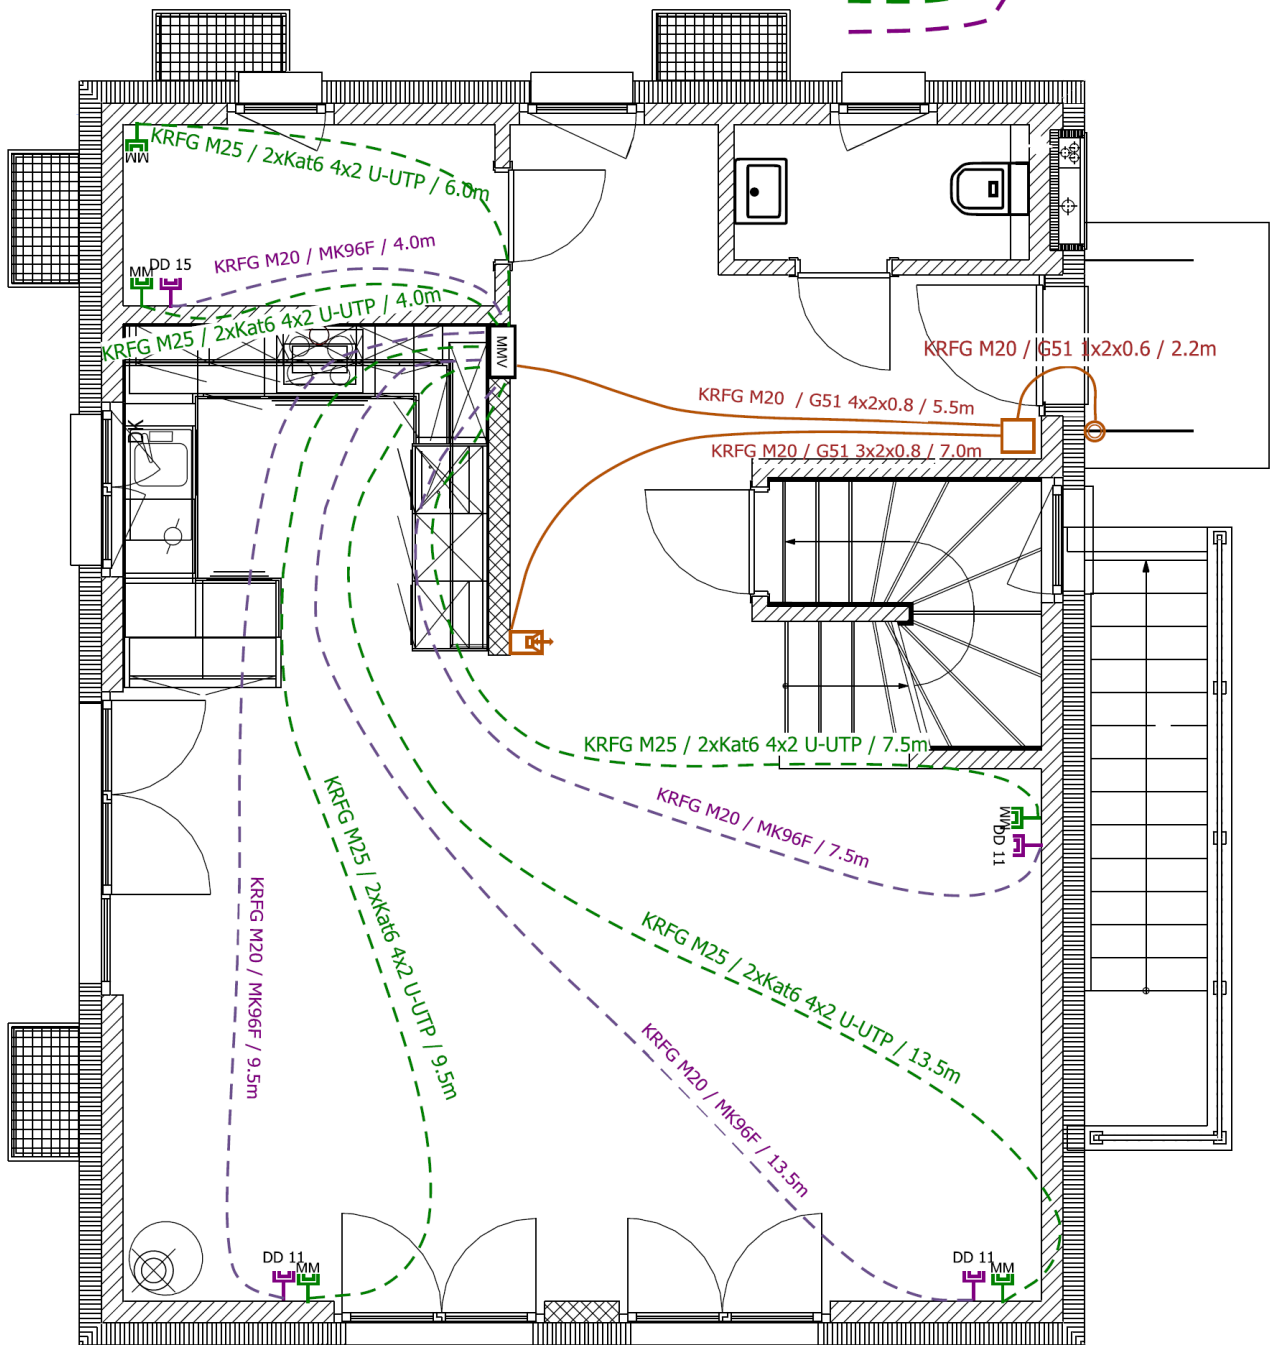 KRFG M25 / 2xKat6 4x2 U-UTP / 6.0m
MM
KRFG M20 / MK96F / 4.0m
MM
DD 15
KRFG M25 / 2xKat6 4x2 U-UTP / 4.0m
MMV
KRFG M20 / G51 1x2x0.6 / 2.2m
KRFG M20 / G51 4x2x0.8 / 5.5m
KRFG M20 / G51 3x2x0.8 / 7.0m
DIK
KRFG M25 / 2xKat6 4x2 U-UTP / 7.5m
KRFG M20 / MK96F / 7.5m
MM
DD 11
KRFG M25 / 2xKat6 4x2 U-UTP / 9.5m
KRFG M20 / MK96F / 9.5m
KRFG M25 / 2xKat6 4x2 U-UTP / 13.5m
KRFG M20 / MK96F / 13.5m
DD 11
MM
DD 11
MM